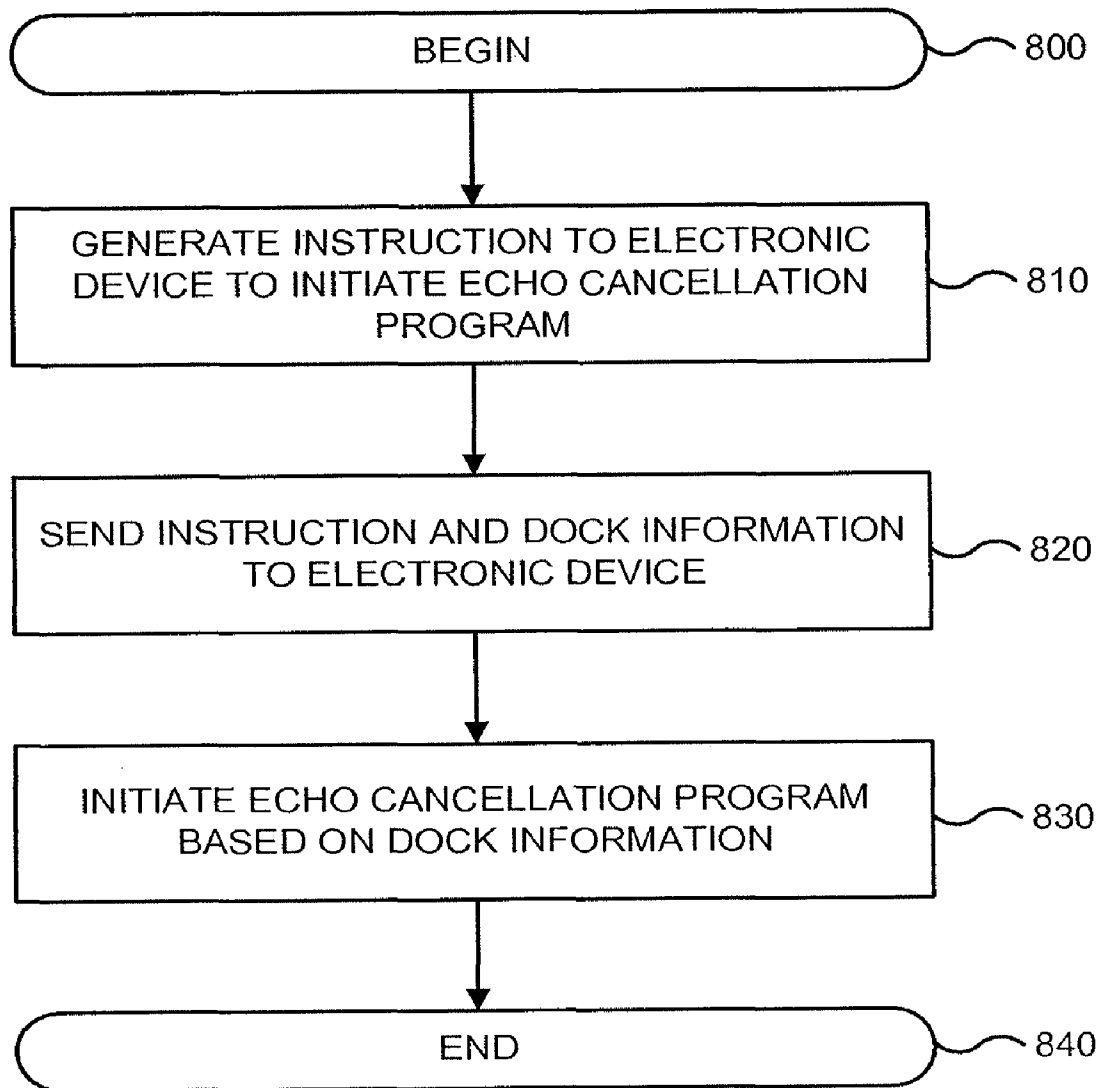 BEGIN
800
GENERATE INSTRUCTION TO ELECTRONIC
DEVICE TO INITIATE ECHO CANCELLATION
PROGRAM
810
SEND INSTRUCTION AND DOCK INFORMATION
TO ELECTRONIC DEVICE
820
INITIATE ECHO CANCELLATION PROGRAM
BASED ON DOCK INFORMATION
830
END
840